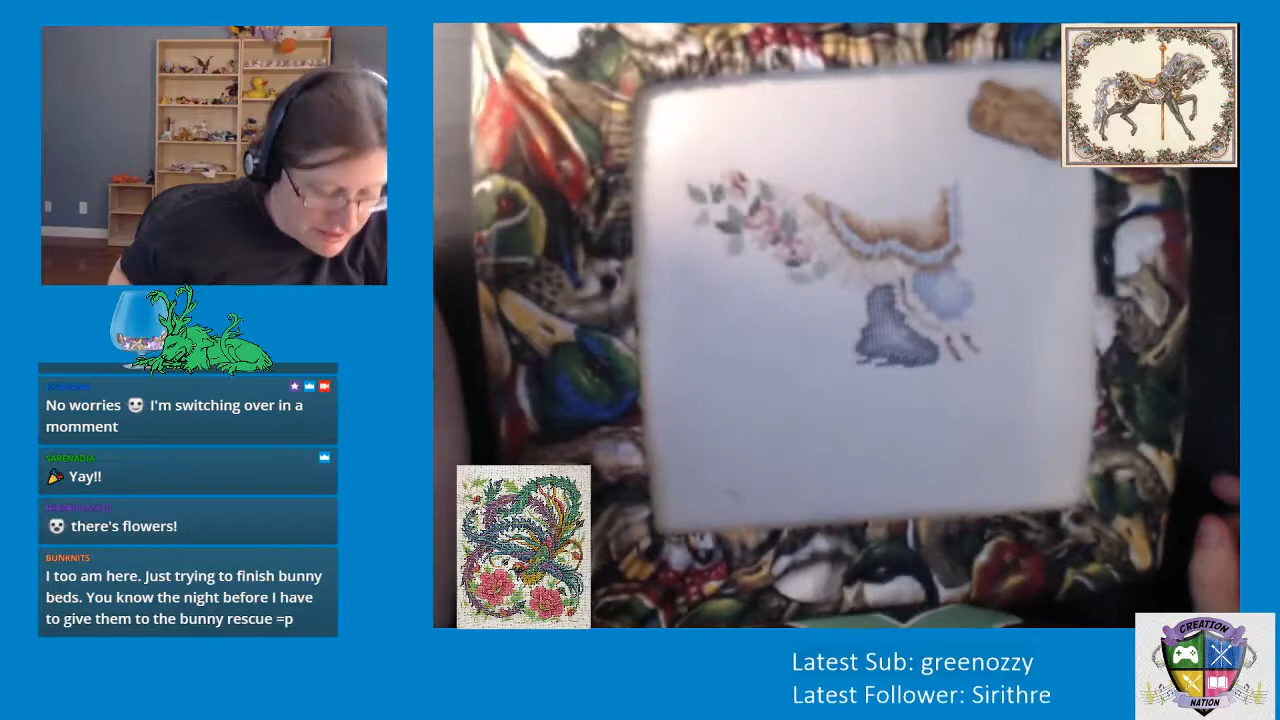 No worries I'm switching over in a
momment
SARENADIA
Yay!!
there's flowers!
BUNKNITS
I too am here. Just trying to finish bunny
beds. You know the night before I have
to give them to the bunny rescue =p
Latest Sub: greenozzy
Latest Follower: Sirithre
CREATION
NATION